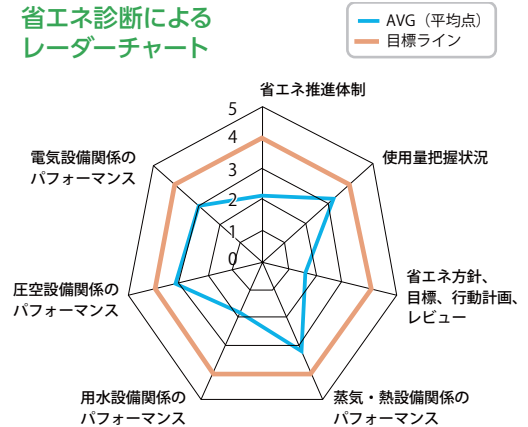 省エネ診断による
レーダーチャート
AVG（平均点）
目標ライン
省エネ推進体制
使用量把握状況
省エネ方針、
目標、行動計画、
レビュー
蒸気・熱設備関係の
パフォーマンス
用水設備関係の
パフォーマンス
圧空設備関係の
パフォーマンス
電気設備関係の
パフォーマンス
5
4
3
2
1
0